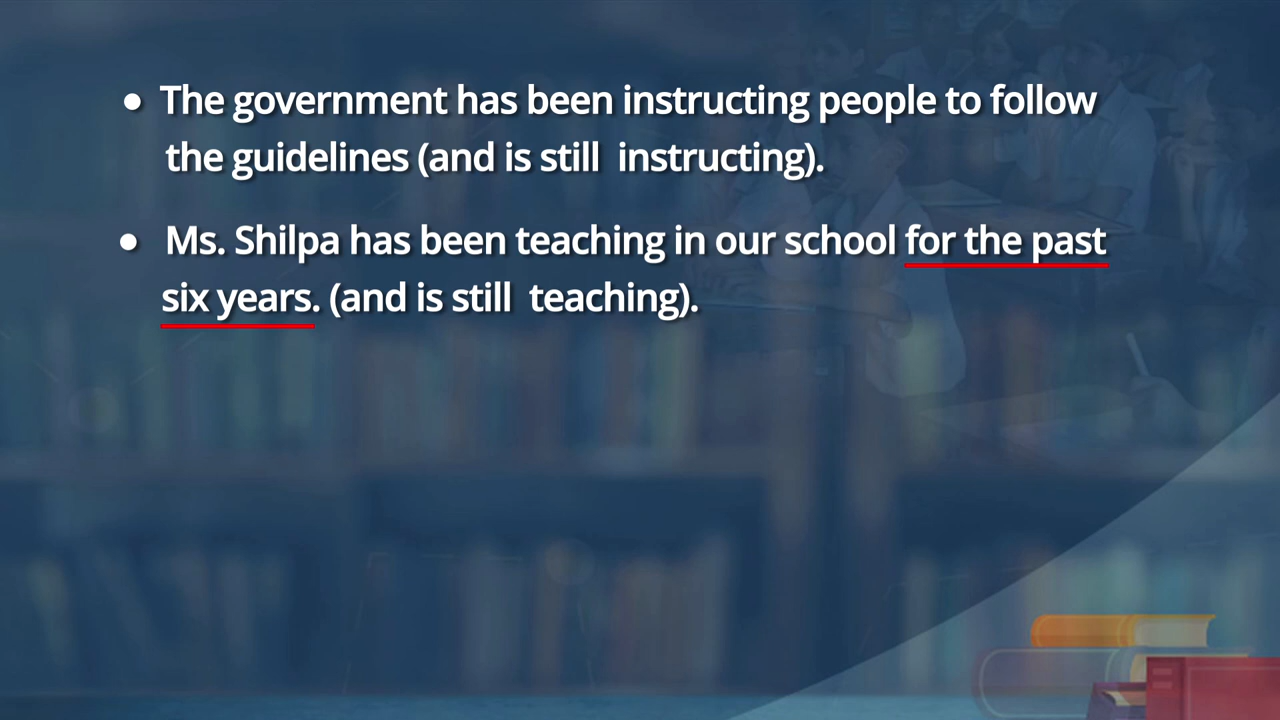 ● The government has been instructing people to follow
the guidelines (and is still instructing).
● Ms. Shilpa has been teaching in our school for the past
six years. (and is still teaching).